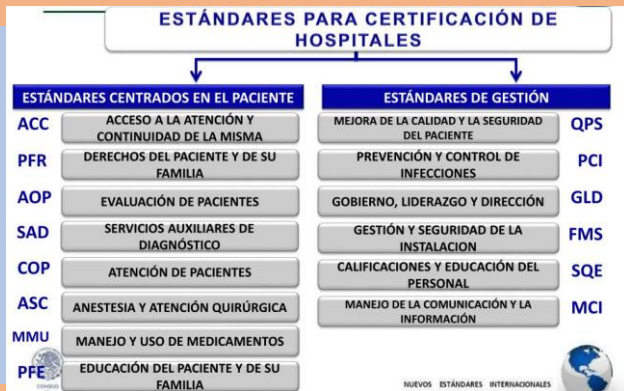 ESTÁNDARES PARA CERTIFICACIÓN DE
HOSPITALES
ESTÁNDARES CENTRADOS EN EL PACIENTE
ACC
ACCESO A LA ATENCIÓN Y
CONTINUIDAD DE LA MISMA
PFR
DERECHOS DEL PACIENTE Y DE SU
FAMILIA
AOP
EVALUACIÓN DE PACIENTES
SAD
SERVICIOS AUXILIARES DE
DIAGNÓSTICO
COP
ATENCIÓN DE PACIENTES
ASC
ANESTESIA Y ATENCIÓN QUIRÚRGICA
MMU
MANEJO Y USO DE MEDICAMENTOS
PFE
EDUCACIÓN DEL PACIENTE Y DE SU
FAMILIA
CONSEJO
ESTÁNDARES DE GESTIÓN
MEJORA DE LA CALIDAD Y LA SEGURIDAD
DEL PACIENTE
QPS
PREVENCIÓN Y CONTROL DE
INFECCIONES
PCI
GOBIERNO, LIDERAZGO Y DIRECCIÓN
GLD
GESTIÓN Y SEGURIDAD DE LA
INSTALACION
FMS
CALIFICACIONES Y EDUCACIÓN DEL
PERSONAL
SQE
MANEJO DE LA COMUNICACIÓN Y LA
INFORMACIÓN
MCI
NUEVOS ESTÁNDARES INTERNACIONALES